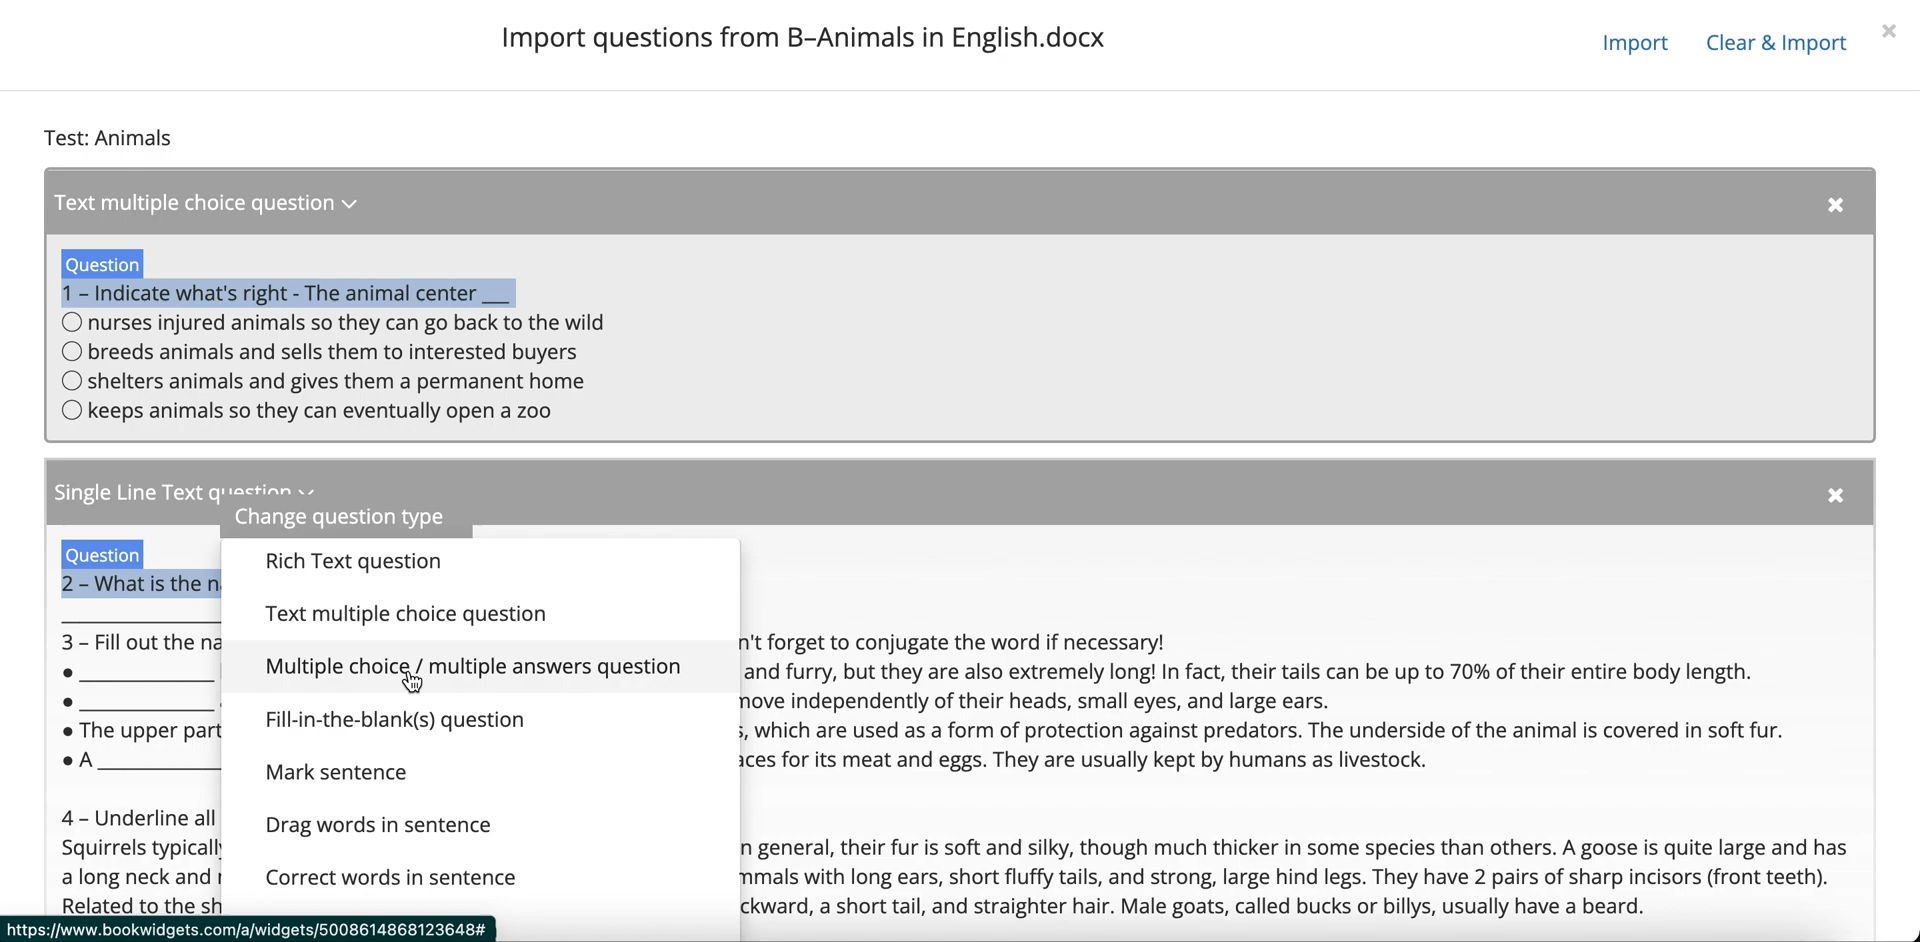 Import questions from B–Animals in English.docx
Import
Clear & Import
×
Test: Animals
Text multiple choice question
Question
1 – Indicate what's right - The animal center ___
nurses injured animals so they can go back to the wild
breeds animals and sells them to interested buyers
shelters animals and gives them a permanent home
keeps animals so they can eventually open a zoo
Single Line Text question
Change question type
Rich Text question
Text multiple choice question
Multiple choice / multiple answers question
Fill-in-the-blank(s) question
Mark sentence
Drag words in sentence
Correct words in sentence
Question
2 – What is the
3 – Fill out the forget to conjugate the word if necessary!
● ____________ and furry, but they are also extremely long! In fact, their tails can be up to 70% of their entire body length.
● ____________ move independently of their heads, small eyes, and large ears.
● The upper part which are used as a form of protection against predators. The underside of the animal is covered in soft fur.
● A ___________ for its meat and eggs. They are usually kept by humans as livestock.
4 – Underline all
Squirrels typically general, their fur is soft and silky, though much thicker in some species than others. A goose is quite large and has
a long neck and with long ears, short fluffy tails, and strong, large hind legs. They have 2 pairs of sharp incisors (front teeth).
Related to the a short tail, and straighter hair. Male goats, called bucks or billys, usually have a beard.
https://www.bookwidgets.com/a/widgets/5008614868123648#